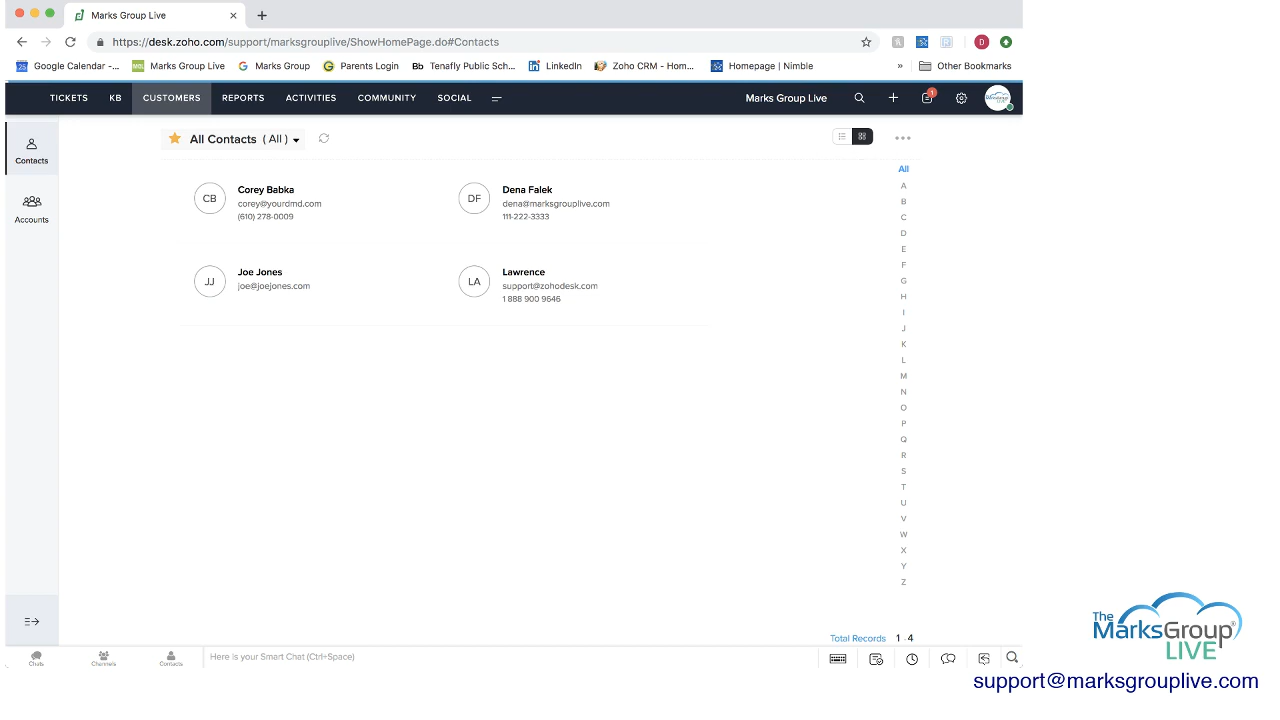 Marks Group Live
https://desk.zoho.com/support/marksgrouplive/ShowHomePage.do#Contacts
D
25 Google Calendar -... Marks Group Live Marks Group Parents Login Bb Tenafly Public Sch... LinkedIn Zoho CRM - Hom... Homepage | Nimble » Other Bookmarks
TICKETS KB CUSTOMERS REPORTS ACTIVITIES COMMUNITY SOCIAL Marks Group Live 1
Contacts
Accounts
All Contacts ( All )
CB Corey Babka
corey@yourdmd.com
(610) 278-0009
DF Dena Falek
dena@marksgrouplive.com
111-222-3333
JJ Joe Jones
joe@joejones.com
LA Lawrence
support@zohodesk.com
1 888 900 9646
All
A
B
C
D
E
F
G
H
I
J
K
L
M
N
O
P
Q
R
S
T
U
V
W
X
Y
Z
Total Records 1 - 4
Chats Channels Contacts Here is your Smart Chat (Ctrl+Space)
The
MarksGroup®
LIVE
support@marksgrouplive.com